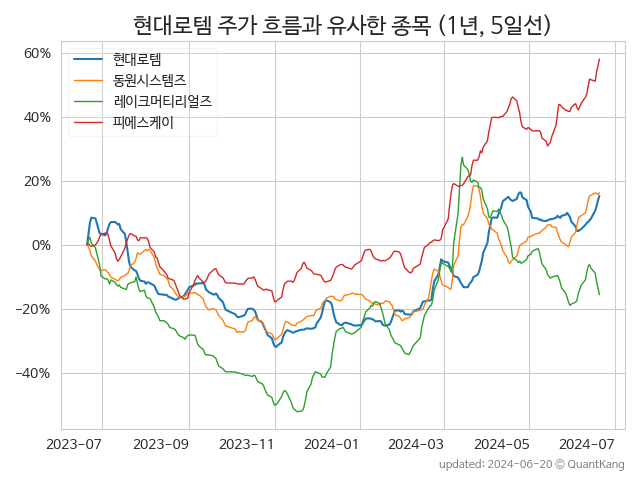 현대로템 주가 흐름과 유사한 종목 (1년, 5일선)
현대로템
동원시스템즈
레이크머티리얼즈
피에스케이
60%
40%
20%
0%
−20%
−40%
2023-07
2023-09
2023-11
2024-01
2024-03
2024-05
2024-07
updated: 2024-06-20 © QuantKang